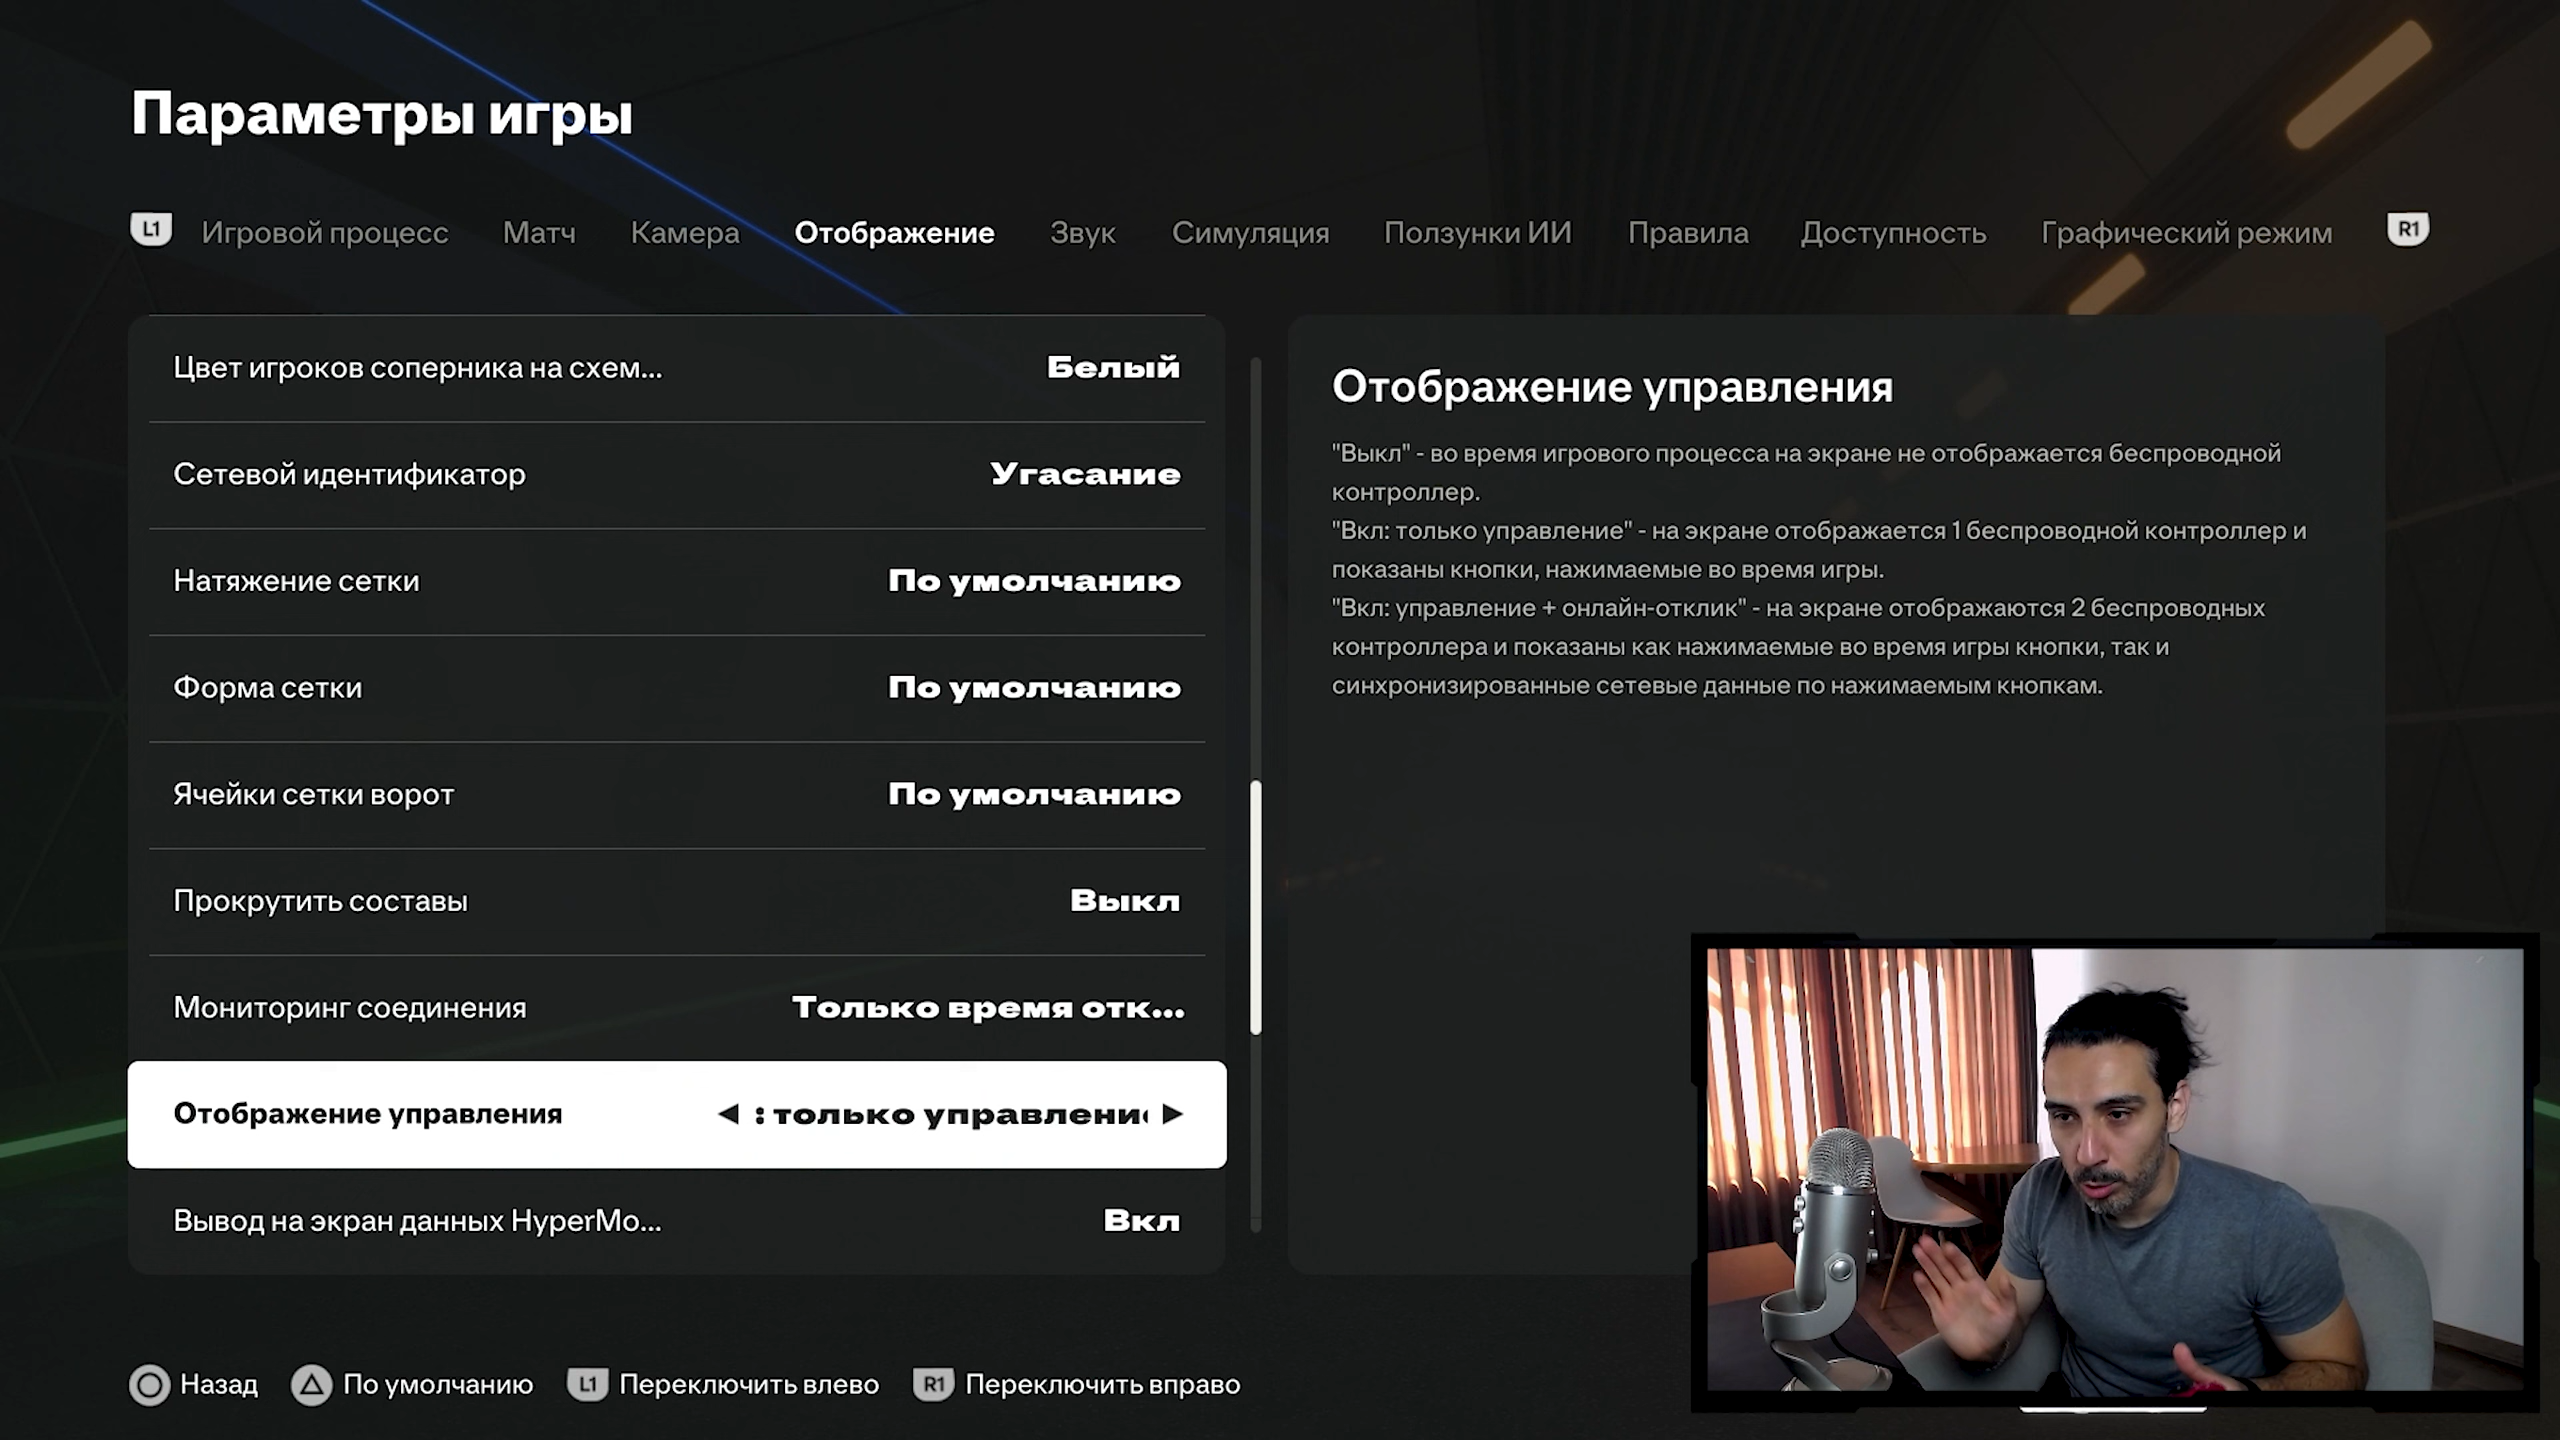 Параметры игры
L1 Игровой процесс Матч Камера Отображение Звук Симуляция Ползунки ИИ Правила Доступность Графический режим R1
Цвет игроков соперника на схем... Белый
Сетевой идентификатор Угасание
Натяжение сетки По умолчанию
Форма сетки По умолчанию
Ячейки сетки ворот По умолчанию
Прокрутить составы Выкл
Мониторинг соединения Только время отк...
Отображение управления : только управлени
Вывод на экран данных HyperMo... Вкл
Отображение управления
"Выкл" - во время игрового процесса на экране не отображается беспроводной
контроллер.
"Вкл: только управление" - на экране отображается 1 беспроводной контроллер и
показаны кнопки, нажимаемые во время игры.
"Вкл: управление + онлайн-отклик" - на экране отображаются 2 беспроводных
контроллера и показаны как нажимаемые во время игры кнопки, так и
синхронизированные сетевые данные по нажимаемым кнопкам.
Назад По умолчанию L1 Переключить влево R1 Переключить вправо